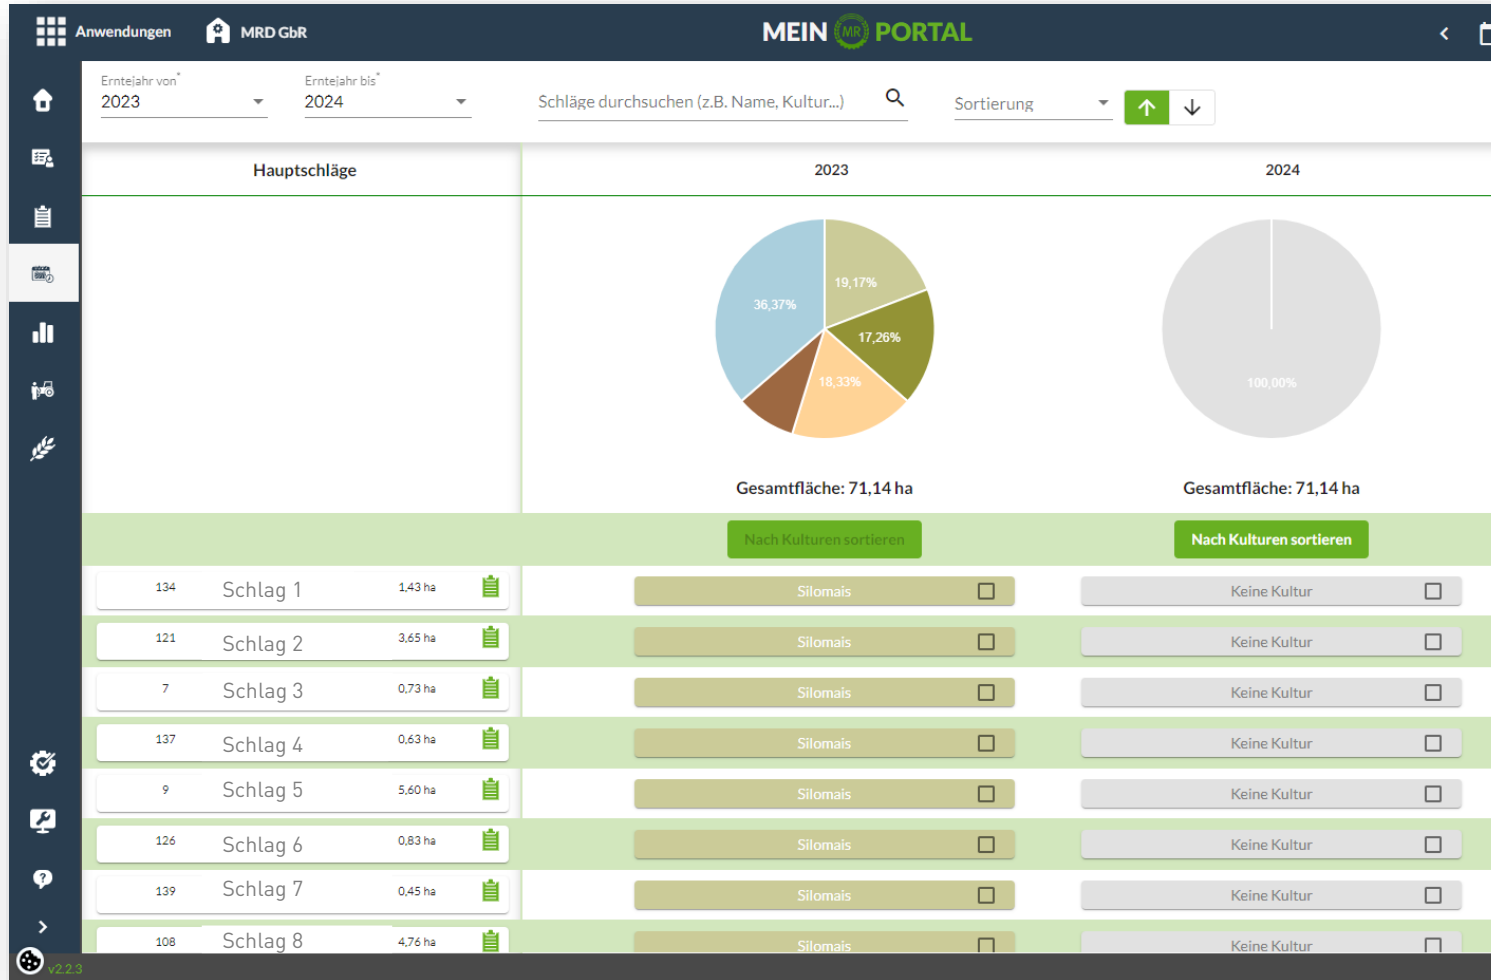 Anwendungen MRD GbR MEIN MR PORTAL
Erntejahr von* Erntejahr bis*
2023 2024 Schläge durchsuchen (z.B. Name, Kultur...) Sortierung
Hauptschläge 2023 2024
19,17%
36,37%
17,26%
18,33%
100,00%
Gesamtfläche: 71,14 ha Gesamtfläche: 71,14 ha
Nach Kulturen sortieren Nach Kulturen sortieren
134 Schlag 1 1,43 ha Silomais Keine Kultur
121 Schlag 2 3,65 ha Silomais Keine Kultur
7 Schlag 3 0,73 ha Silomais Keine Kultur
137 Schlag 4 0,63 ha Silomais Keine Kultur
9 Schlag 5 5,60 ha Silomais Keine Kultur
126 Schlag 6 0,83 ha Silomais Keine Kultur
139 Schlag 7 0,45 ha Silomais Keine Kultur
108 Schlag 8 4,76 ha Silomais Keine Kultur
v2.2.3